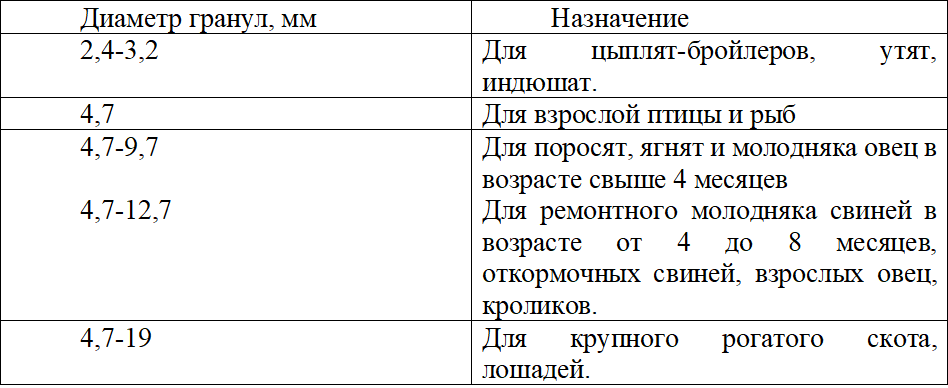 Диаметр гранул, мм
Назначение
2,4-3,2
Для цыплят-бройлеров, утят,
индюшат.
4,7
Для взрослой птицы и рыб
4,7-9,7
Для поросят, ягнят и молодняка овец в
возрасте свыше 4 месяцев
4,7-12,7
Для ремонтного молодняка свиней в
возрасте от 4 до 8 месяцев,
откормочных свиней, взрослых овец,
кроликов.
4,7-19
Для крупного рогатого скота,
лошадей.